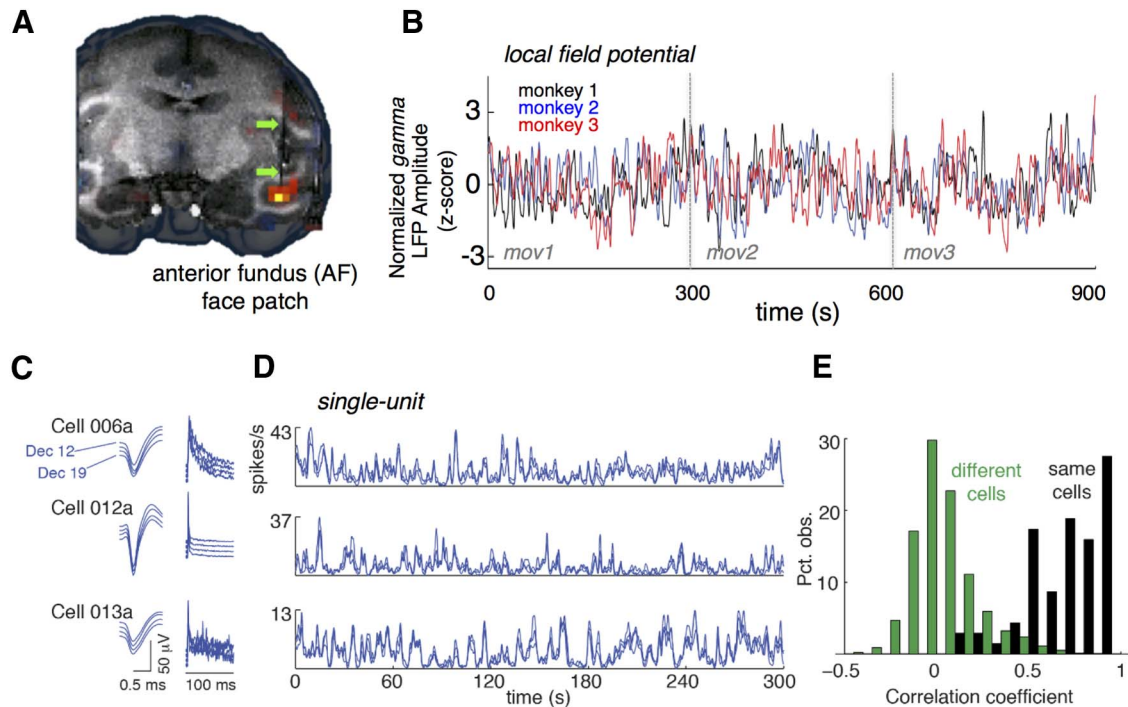 A
anterior fundus (AF)
face patch
B
local field potential
monkey 1
monkey 2
monkey 3
Normalized gamma
LFP Amplitude
(z-score)
3
0
-3
mov1
mov2
mov3
0
300
600
900
time (s)
C
Cell 006a
Dec 12
Dec 19
Cell 012a
Cell 013a
50 µV
0.5 ms
100 ms
D
single-unit
spikes/s
43
37
13
0
60
120
180
240
300
time (s)
E
different
cells
same
cells
Pct. obs.
30
20
10
−0.5
0
0.5
1
Correlation coefficient